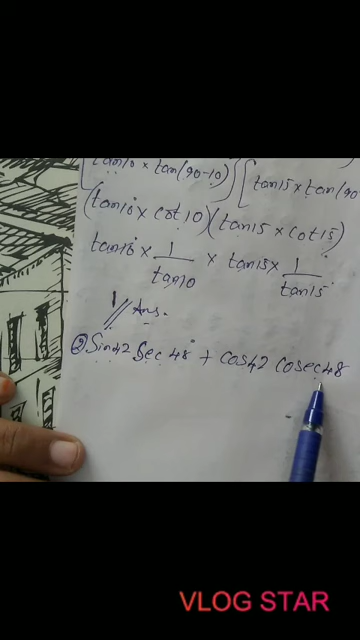 tan10 × tan(90-10)} {tan15 × tan(90
(tan10° × cot10) (tan15 × cot15)
tan10° × 1/tan10 × tan15 × 1/tan15°
1 // Ans.
② Sin42 Sec48° + cos42 cosec48
VLOG STAR